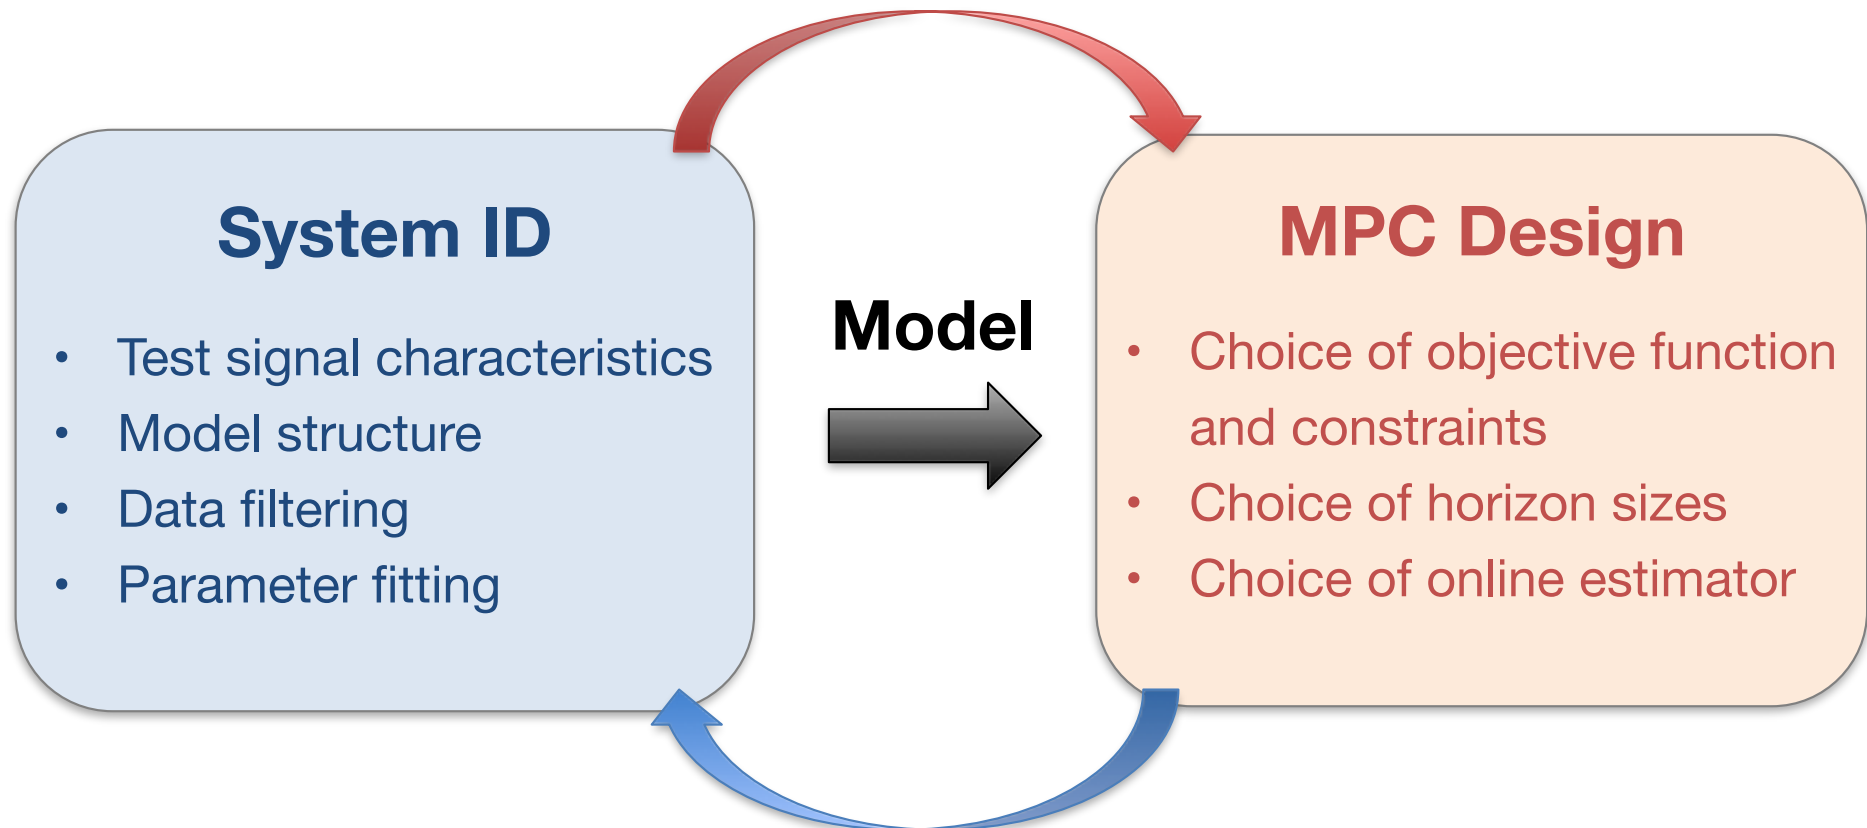 System ID
• Test signal characteristics
• Model structure
• Data filtering
• Parameter fitting
Model
MPC Design
• Choice of objective function
and constraints
• Choice of horizon sizes
• Choice of online estimator